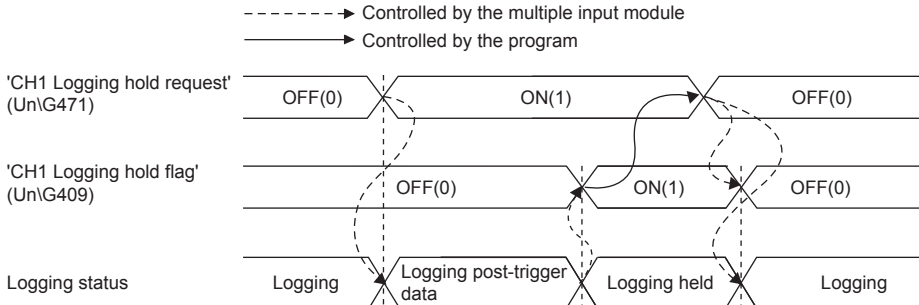 Controlled by the multiple input module
Controlled by the program
'CH1 Logging hold request'
(Un\G471)
OFF(0) ON(1) OFF(0)
'CH1 Logging hold flag'
(Un\G409)
OFF(0) ON(1) OFF(0)
Logging status
Logging
Logging post-trigger
data
Logging held
Logging